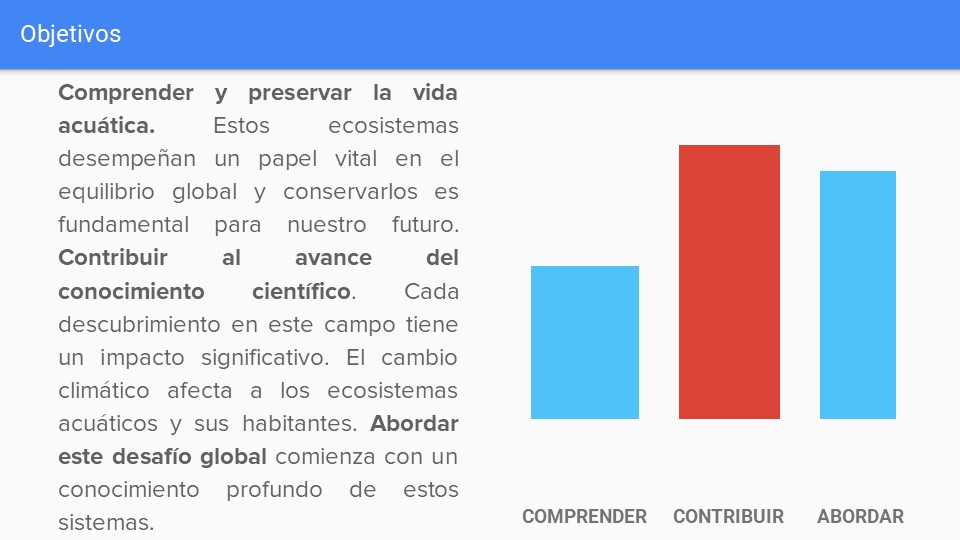 Objetivos
Comprender y preservar la vida
acuática. Estos ecosistemas
desempeñan un papel vital en el
equilibrio global y conservarlos es
fundamental para nuestro futuro.
Contribuir al avance del
conocimiento científico. Cada
descubrimiento en este campo tiene
un impacto significativo. El cambio
climático afecta a los ecosistemas
acuáticos y sus habitantes. Abordar
este desafío global comienza con un
conocimiento profundo de estos
sistemas.
COMPRENDER CONTRIBUIR ABORDAR